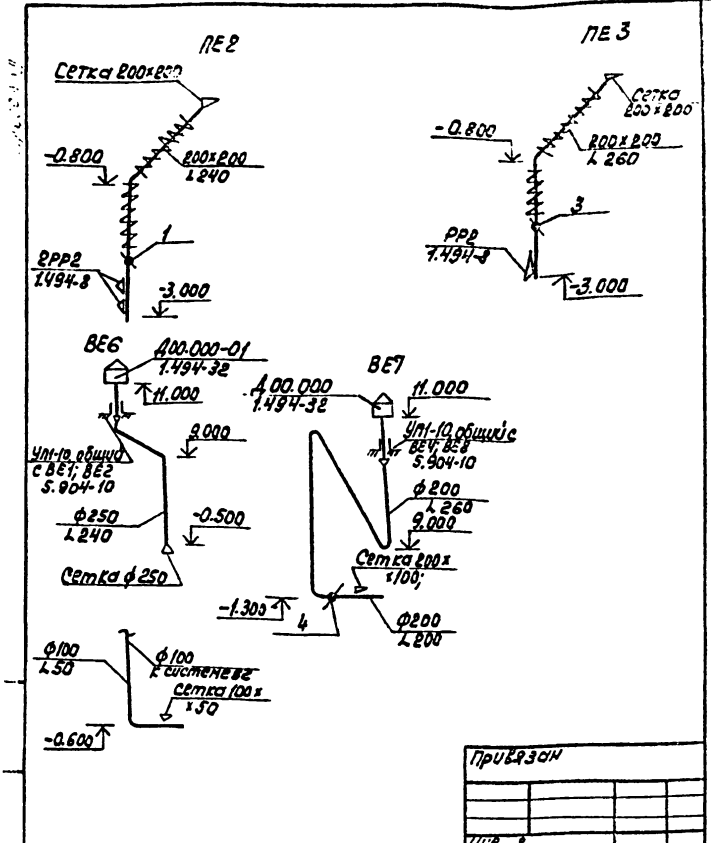 ПЕ2
Сетка 200×200
-0.800
200×200
L240
1
2РР2
1.494-8
-3.000
ПЕ3
Сетка
200×200
-0.800
200×200
L260
3
РР2
1.494-8
-3.000
ВЕ6
Д00.000-01
1.494-32
11.000
9.000
УП1-10, общий
с ВЕ1; ВЕ2
5.904-10
ф250
L240
-0.500
Сетка ф250
ВЕ7
Д00.000
1.494-32
11.000
УП1-10, общий с
ВЕ4; ВЕ8
5.904-10
ф200
L260
9.000
Сетка 200×
×100;
-1.300
4
ф200
L200
ф100
L50
ф100
к системе В2
Сетка 100×
×50
-0.600
Привязан